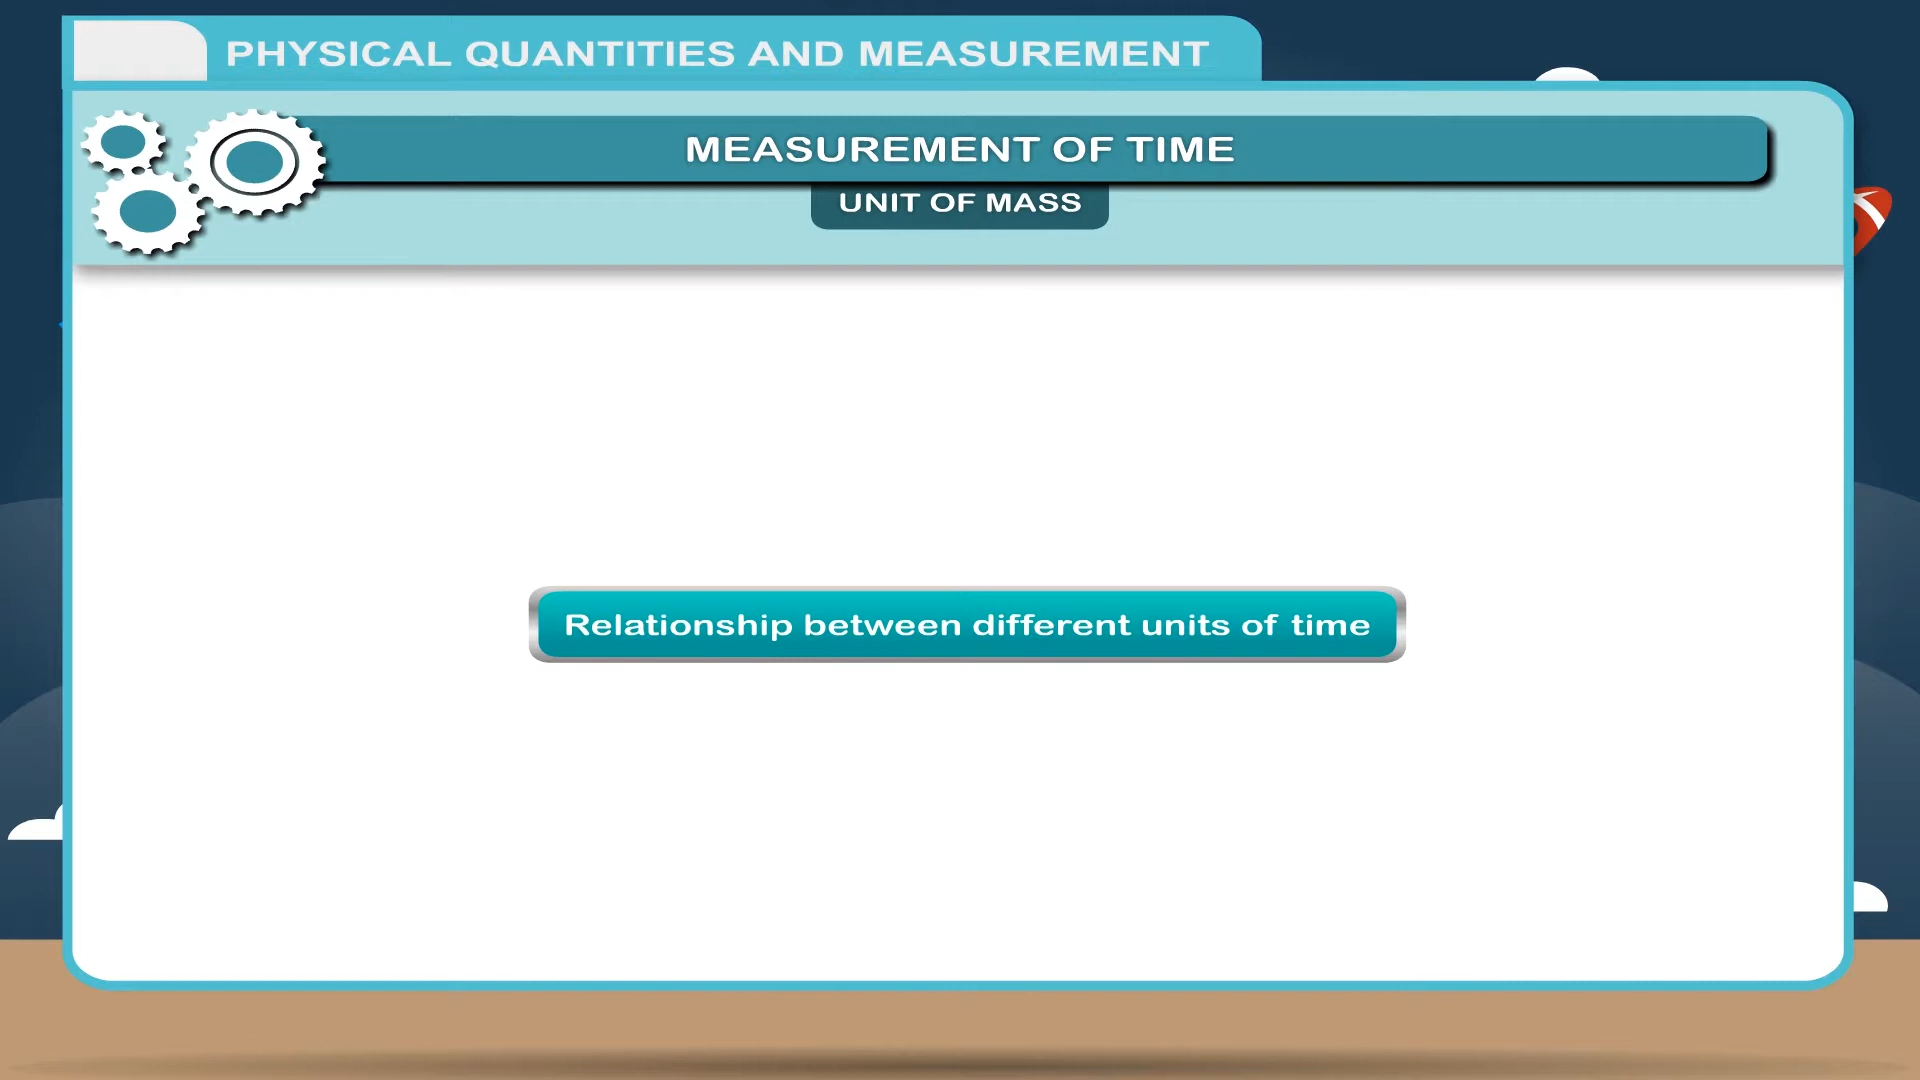 PHYSICAL QUANTITIES AND MEASUREMENT
MEASUREMENT OF TIME
UNIT OF MASS
Relationship between different units of time